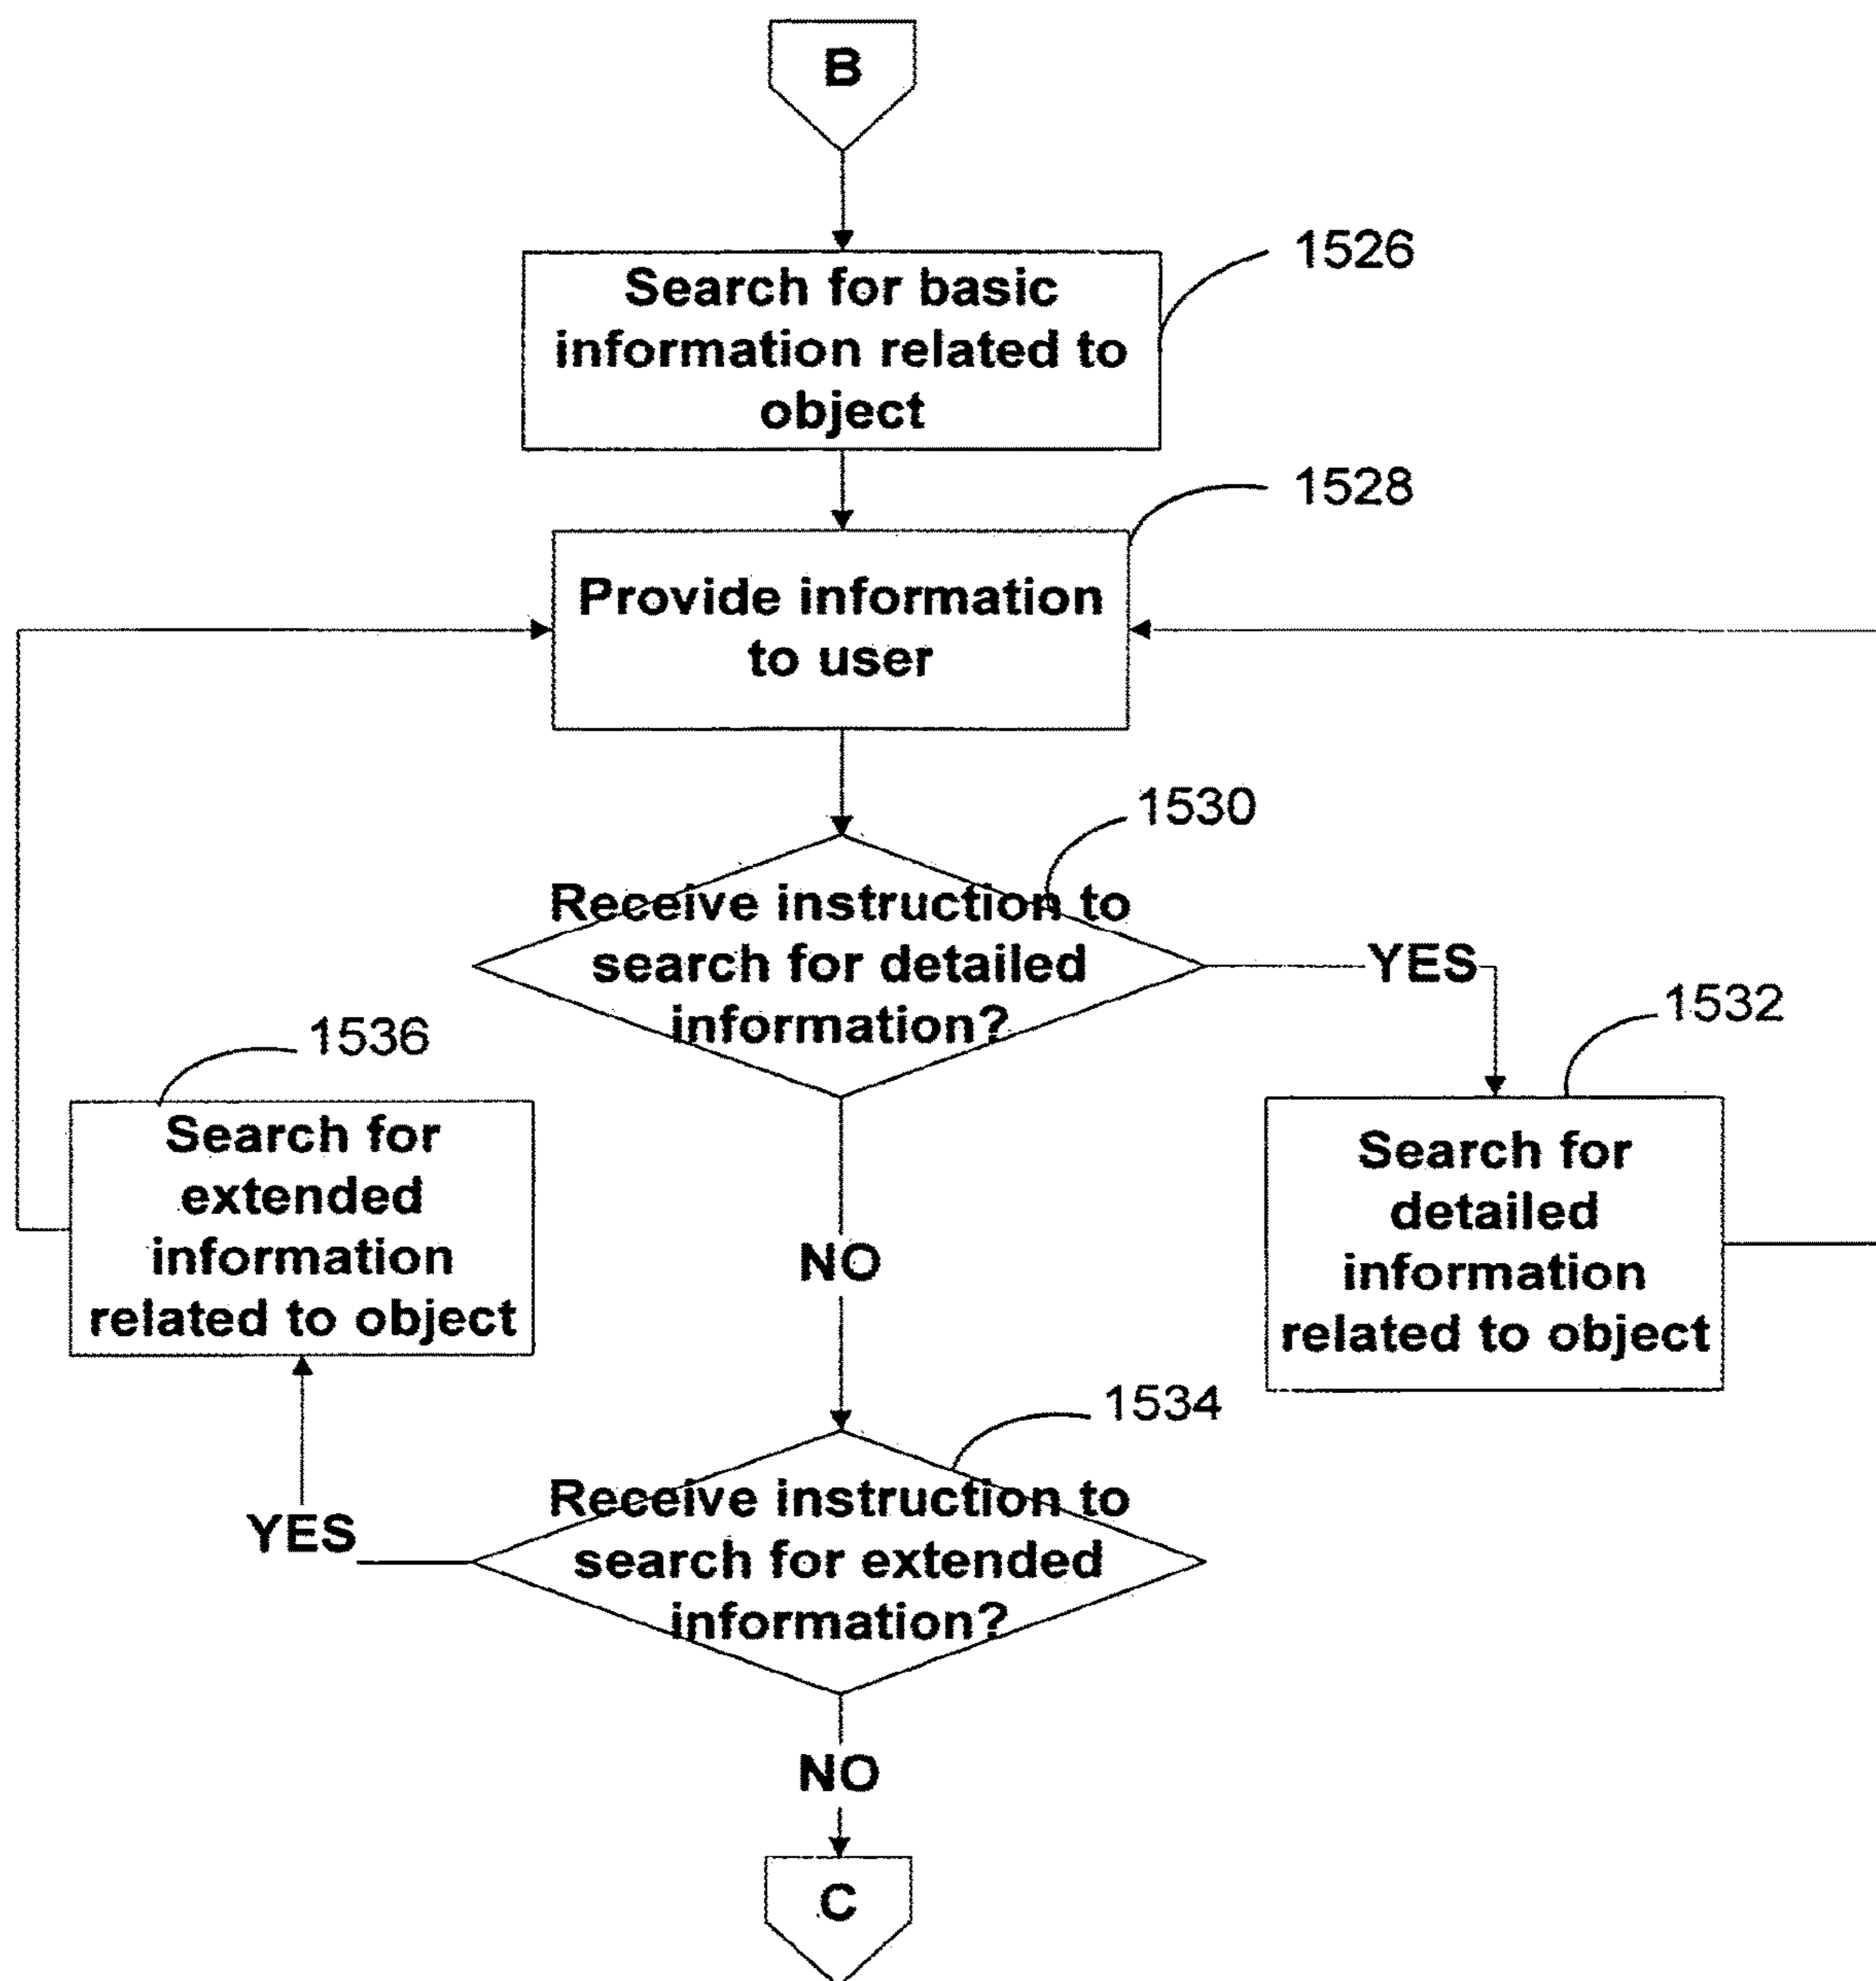 B
1526
Search for basic
information related to
object
1528
Provide information
to user
1530
Receive instruction to
search for detailed
information?
YES
1532
1536
Search for
extended
information
related to object
Search for
detailed
information
related to object
NO
1534
Receive instruction to
search for extended
information?
YES
NO
C